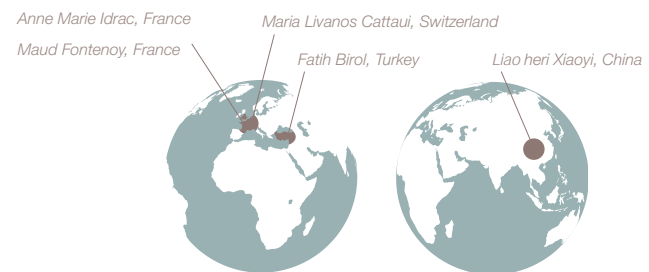 Anne Marie Idrac, France
Maria Livanos Cattaui, Switzerland
Maud Fontenoy, France
Fatih Birol, Turkey
Liao heri Xiaoyi, China